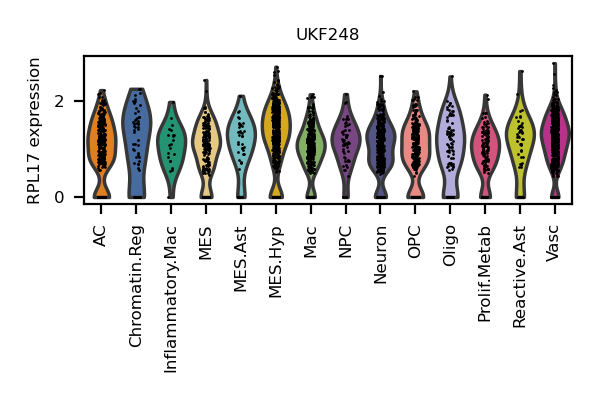 UKF248
RPL17 expression
2
0
AC
Chromatin.Reg
Inflammatory.Mac
MES
MES.Ast
MES.Hyp
Mac
NPC
Neuron
OPC
Oligo
Prolif.Metab
Reactive.Ast
Vasc